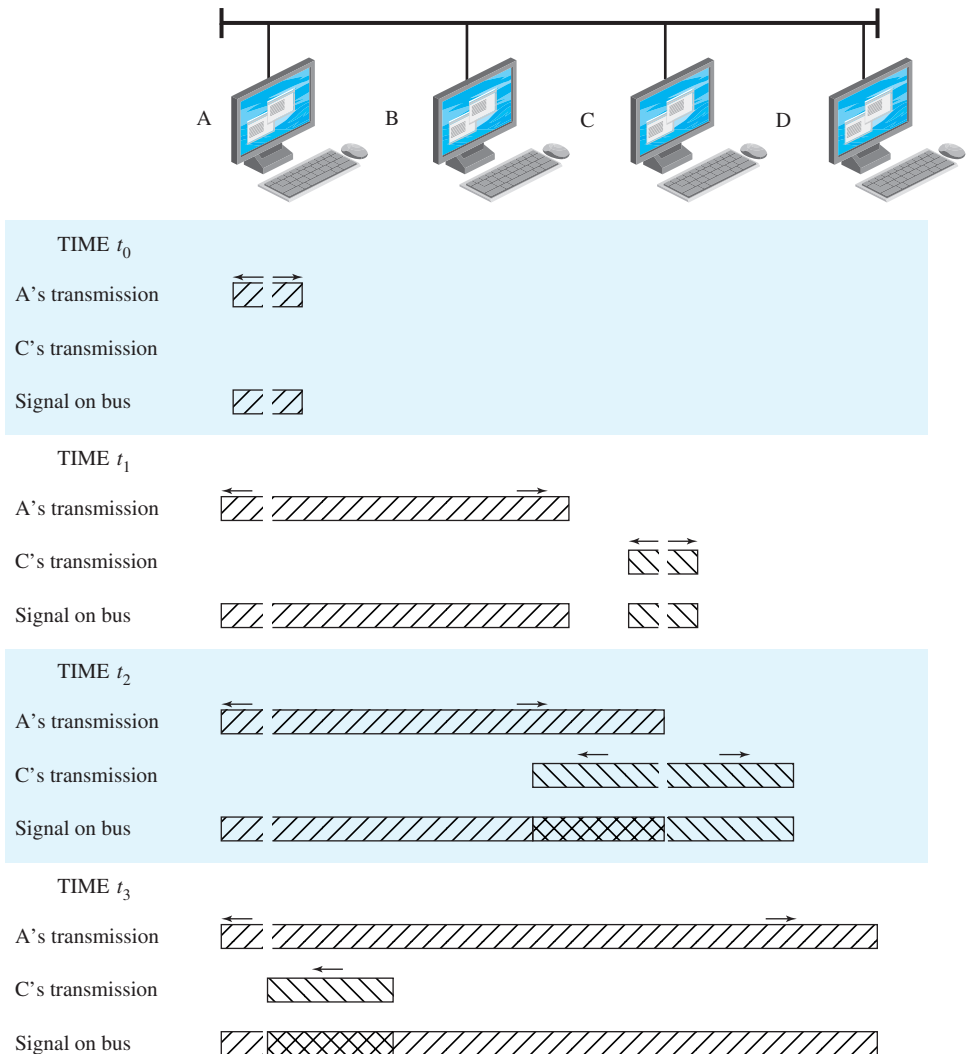 A B C D
TIME t0
A’s transmission
C’s transmission
Signal on bus
TIME t1
A’s transmission
C’s transmission
Signal on bus
TIME t2
A’s transmission
C’s transmission
Signal on bus
TIME t3
A’s transmission
C’s transmission
Signal on bus